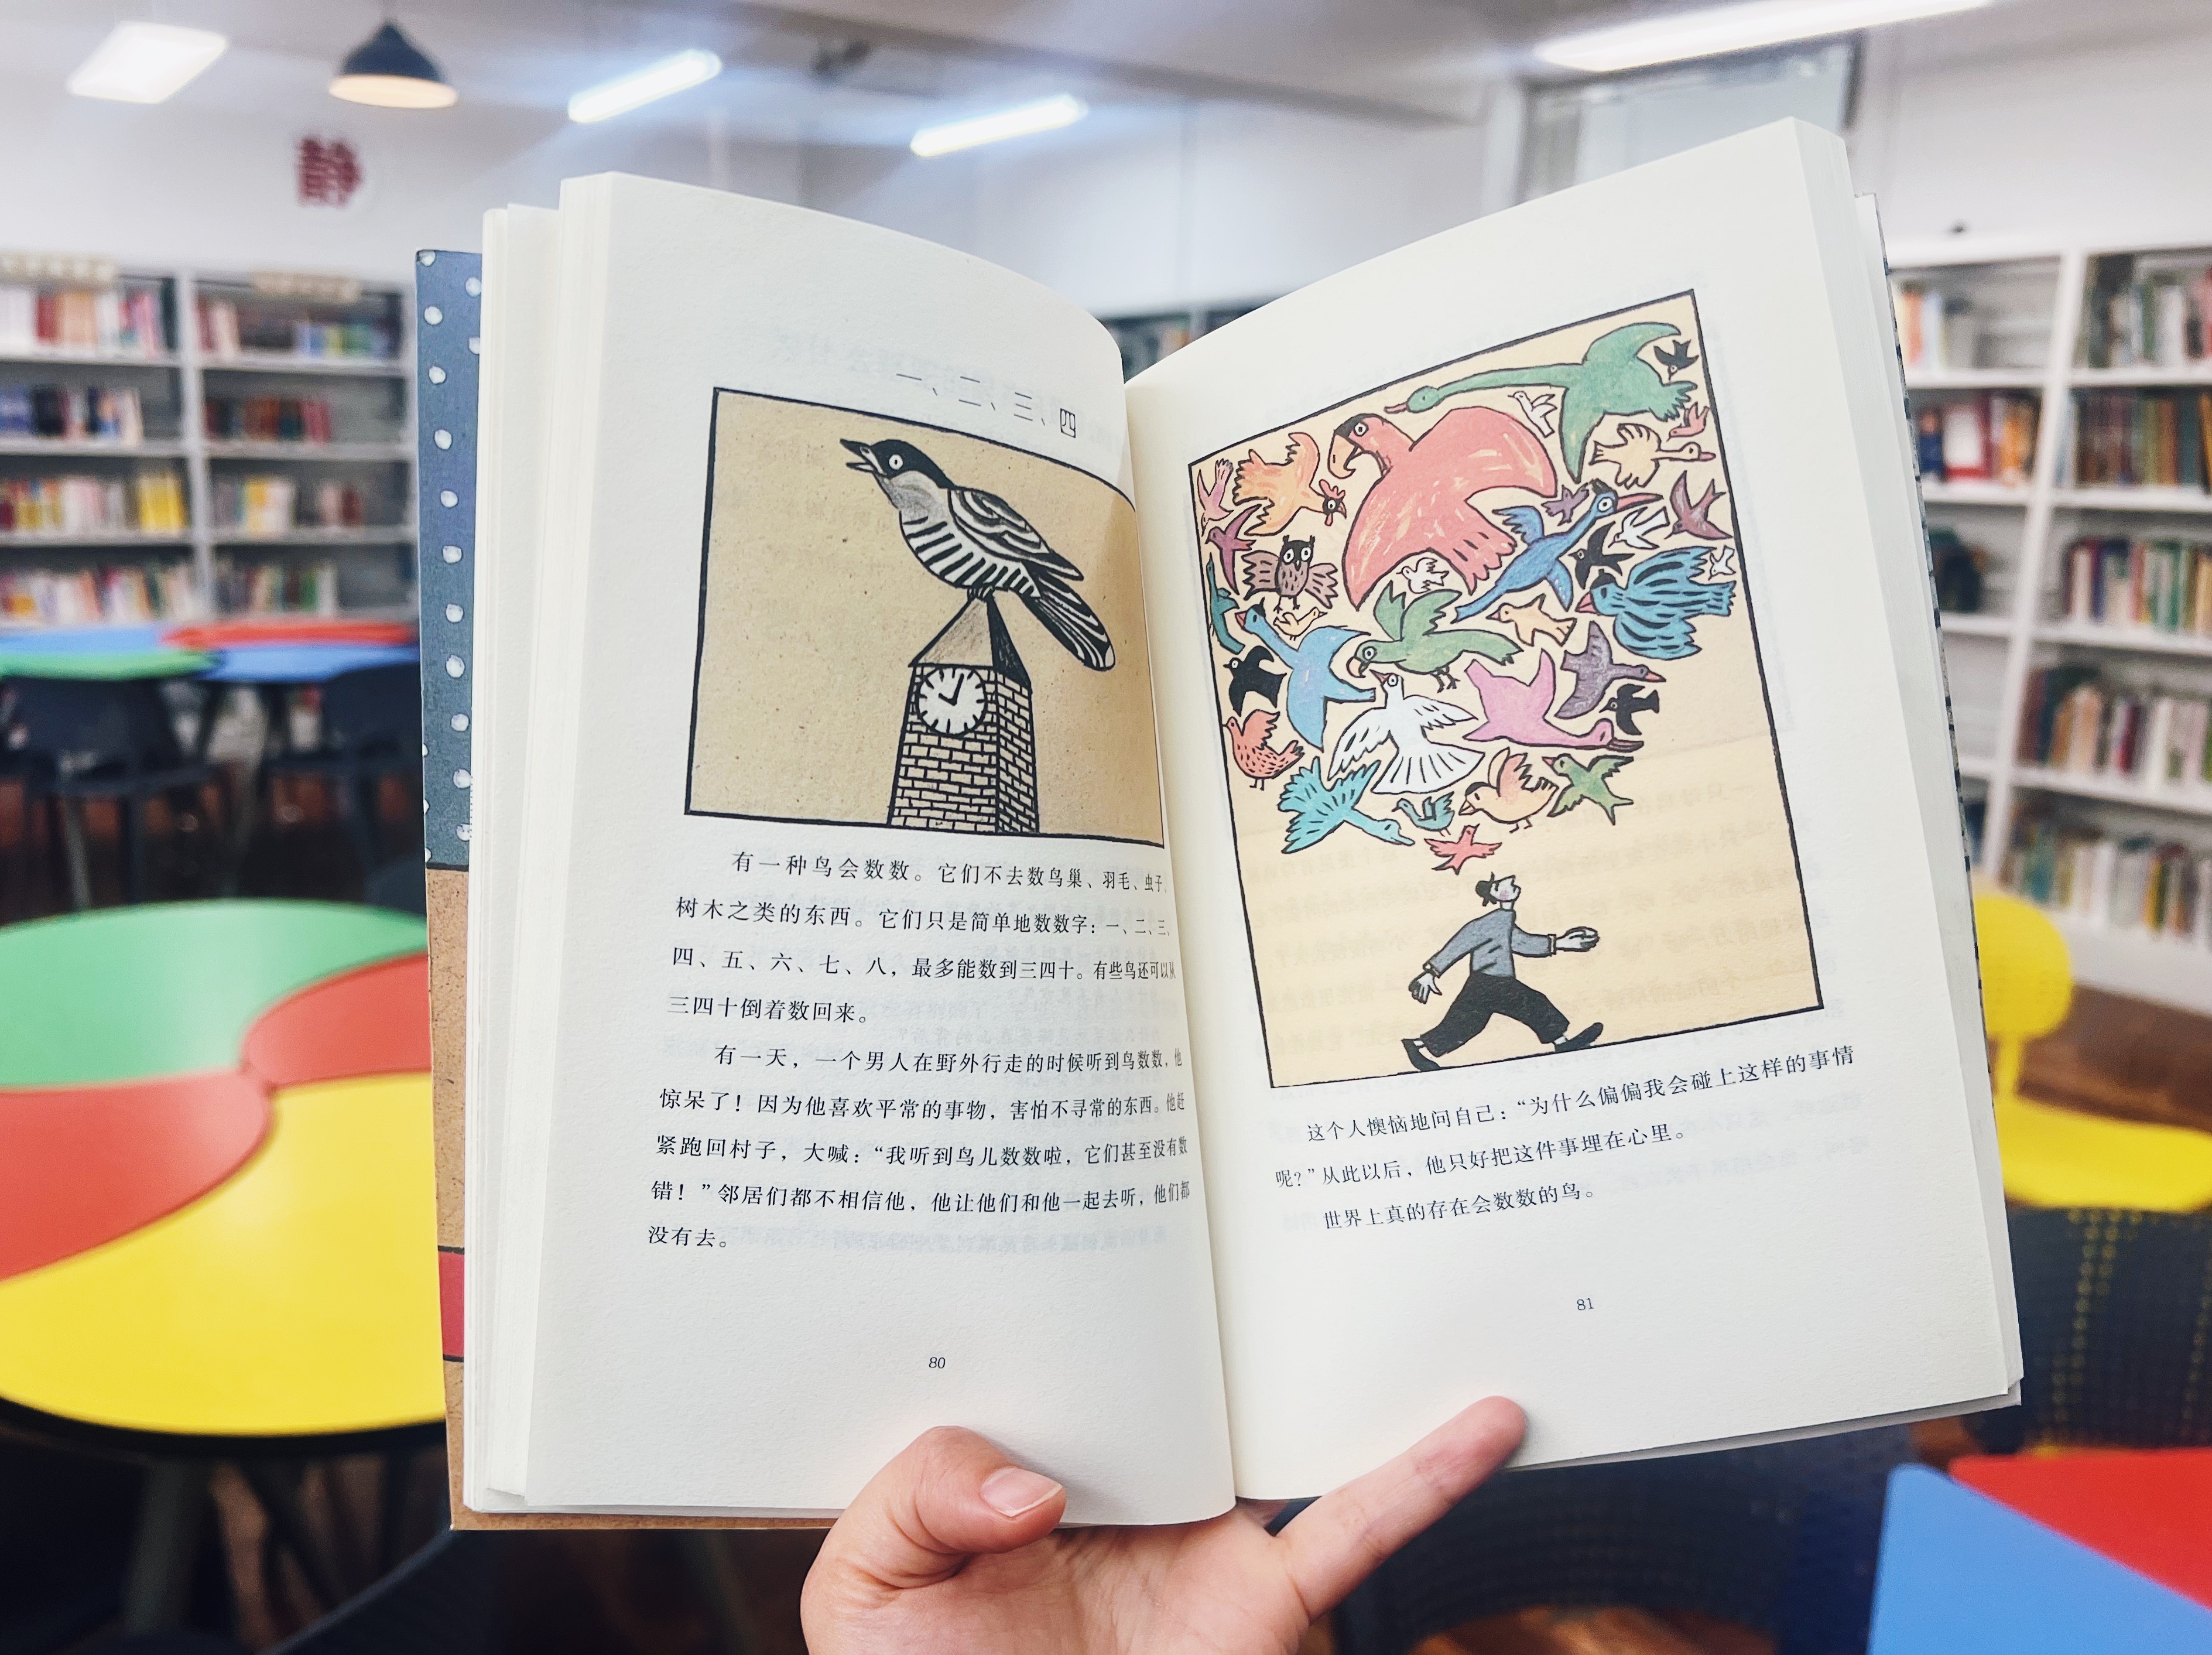 静
一、二、三、四
有一种鸟会数数。它们不去数鸟巢、羽毛、虫子、
树木之类的东西。它们只是简单地数数字：一、二、三、
四、五、六、七、八，最多能数到三四十。有些鸟还可以从
三四十倒着数回来。
有一天，一个男人在野外行走的时候听到鸟数数，他
惊呆了！因为他喜欢平常的事物，害怕不寻常的东西。他赶
紧跑回村子，大喊：“我听到鸟儿数数啦，它们甚至没有数
错！”邻居们都不相信他，他让他们和他一起去听，他们都
没有去。
80
这个人懊恼地问自己：“为什么偏偏我会碰上这样的事情
呢？”从此以后，他只好把这件事埋在心里。
世界上真的存在会数数的鸟。
81